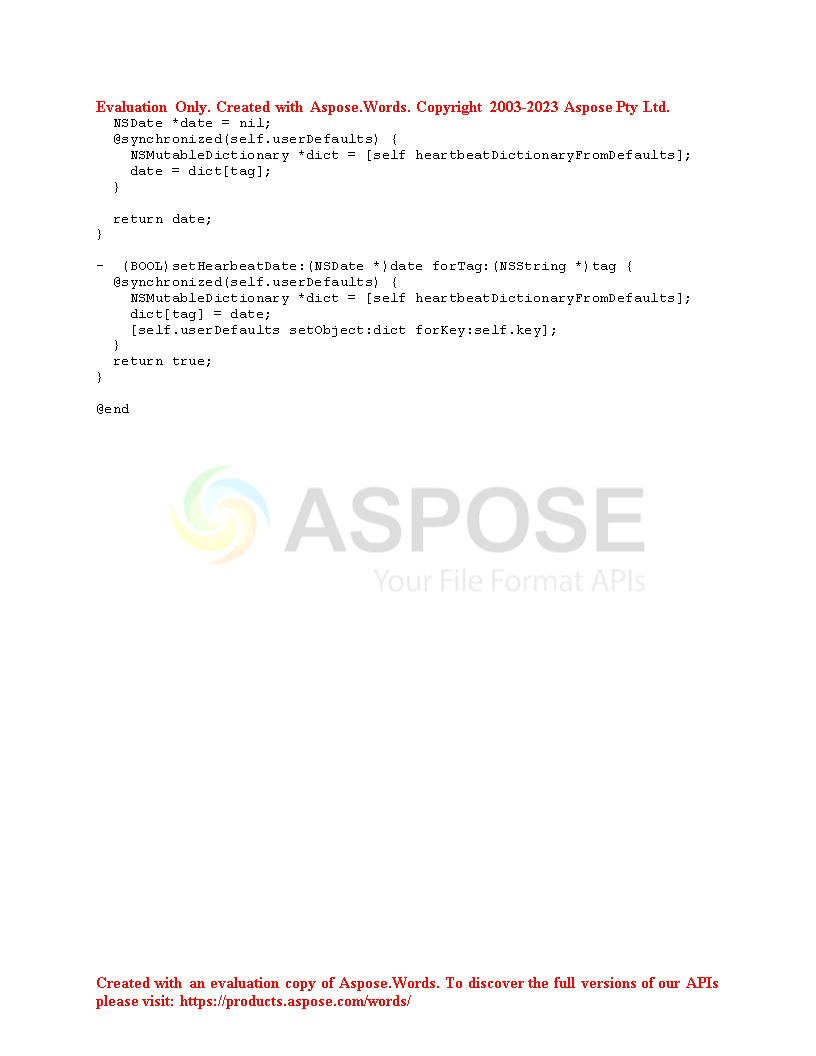 Evaluation Only. Created with Aspose.Words. Copyright 2003-2023 Aspose Pty Ltd.
  NSDate *date = nil;
  @synchronized(self.userDefaults) {
    NSMutableDictionary *dict = [self heartbeatDictionaryFromDefaults];
    date = dict[tag];
  }

  return date;
}

-  (BOOL)setHearbeatDate:(NSDate *)date forTag:(NSString *)tag {
  @synchronized(self.userDefaults) {
    NSMutableDictionary *dict = [self heartbeatDictionaryFromDefaults];
    dict[tag] = date;
    [self.userDefaults setObject:dict forKey:self.key];
  }
  return true;
}

@end
ASPOSE
Your File Format APIs
Created with an evaluation copy of Aspose.Words. To discover the full versions of our APIs
please visit: https://products.aspose.com/words/